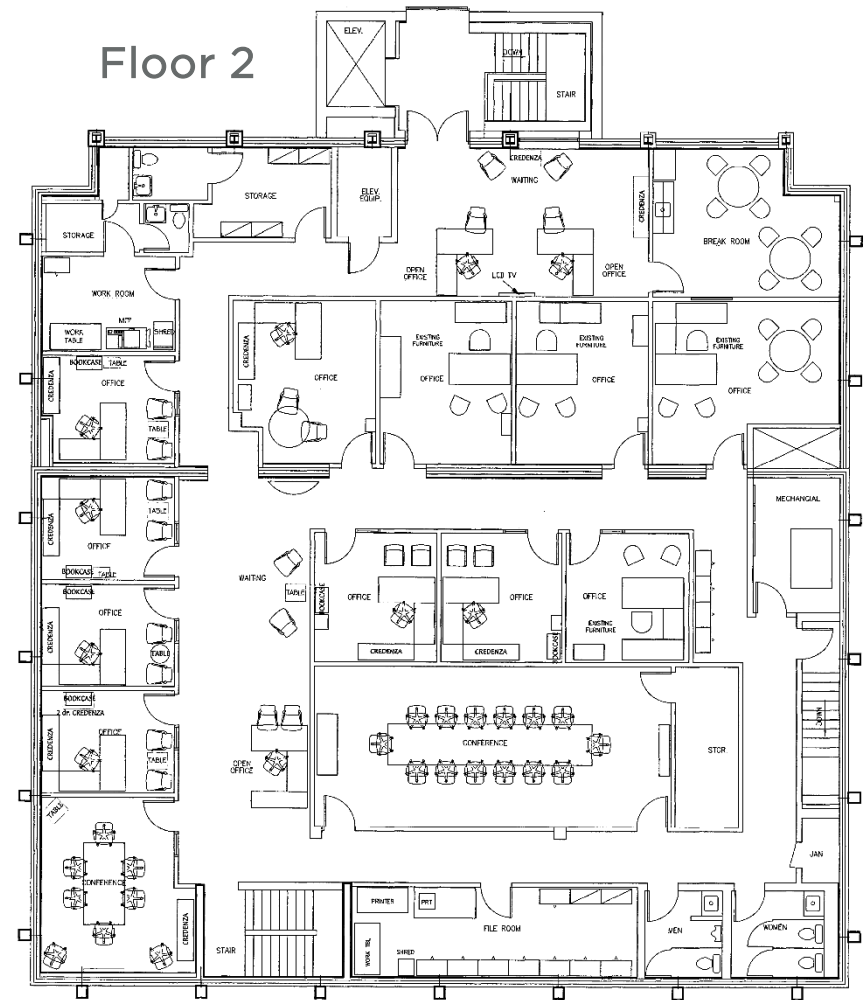 Floor 2
ELEV.
DOWN
STAIR
CREDENZA
WAITING
STORAGE
ELEV.
EQUIP.
CREDENZA
BREAK ROOM
STORAGE
OPEN
OFFICE
LCD TV
OPEN
OFFICE
WORK ROOM
WORK
TABLE
SHRED
CREDENZA
OFFICE
EXISTING
FURNITURE
OFFICE
EXISTING
FURNITURE
OFFICE
EXISTING
FURNITURE
OFFICE
BOOKCASE
TABLE
CREDENZA
OFFICE
TABLE
CREDENZA
TABLE
OFFICE
BOOKCASE
TABLE
MECHANCIAL
WAITING
TABLE
BOOKCASE
OFFICE
CREDENZA
OFFICE
CREDENZA
BOOKCASE
OFFICE
EXISTING
FURNITURE
BOOKCASE
OFFICE
CREDENZA
TABLE
BOOKCASE
2 dr. CREDENZA
OFFICE
CREDENZA
TABLE
OPEN
OFFICE
CONFERENCE
STOR
DOWN
TABLE
CONFERENCE
CREDENZA
JAN
STAIR
PRINTER
PRT
FILE ROOM
WORK TBL
SHRED
MEN
WOMEN